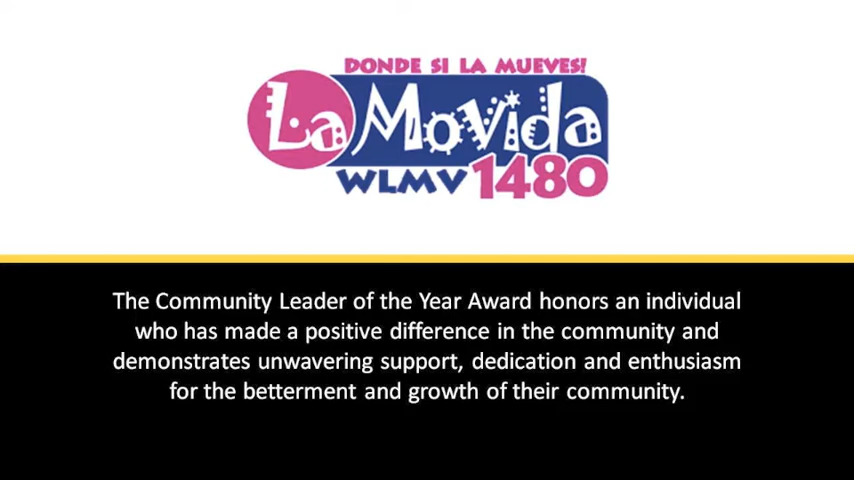 DONDE SI LA MUEVES!
La Movida
WLMV 1480
The Community Leader of the Year Award honors an individual
who has made a positive difference in the community and
demonstrates unwavering support, dedication and enthusiasm
for the betterment and growth of their community.